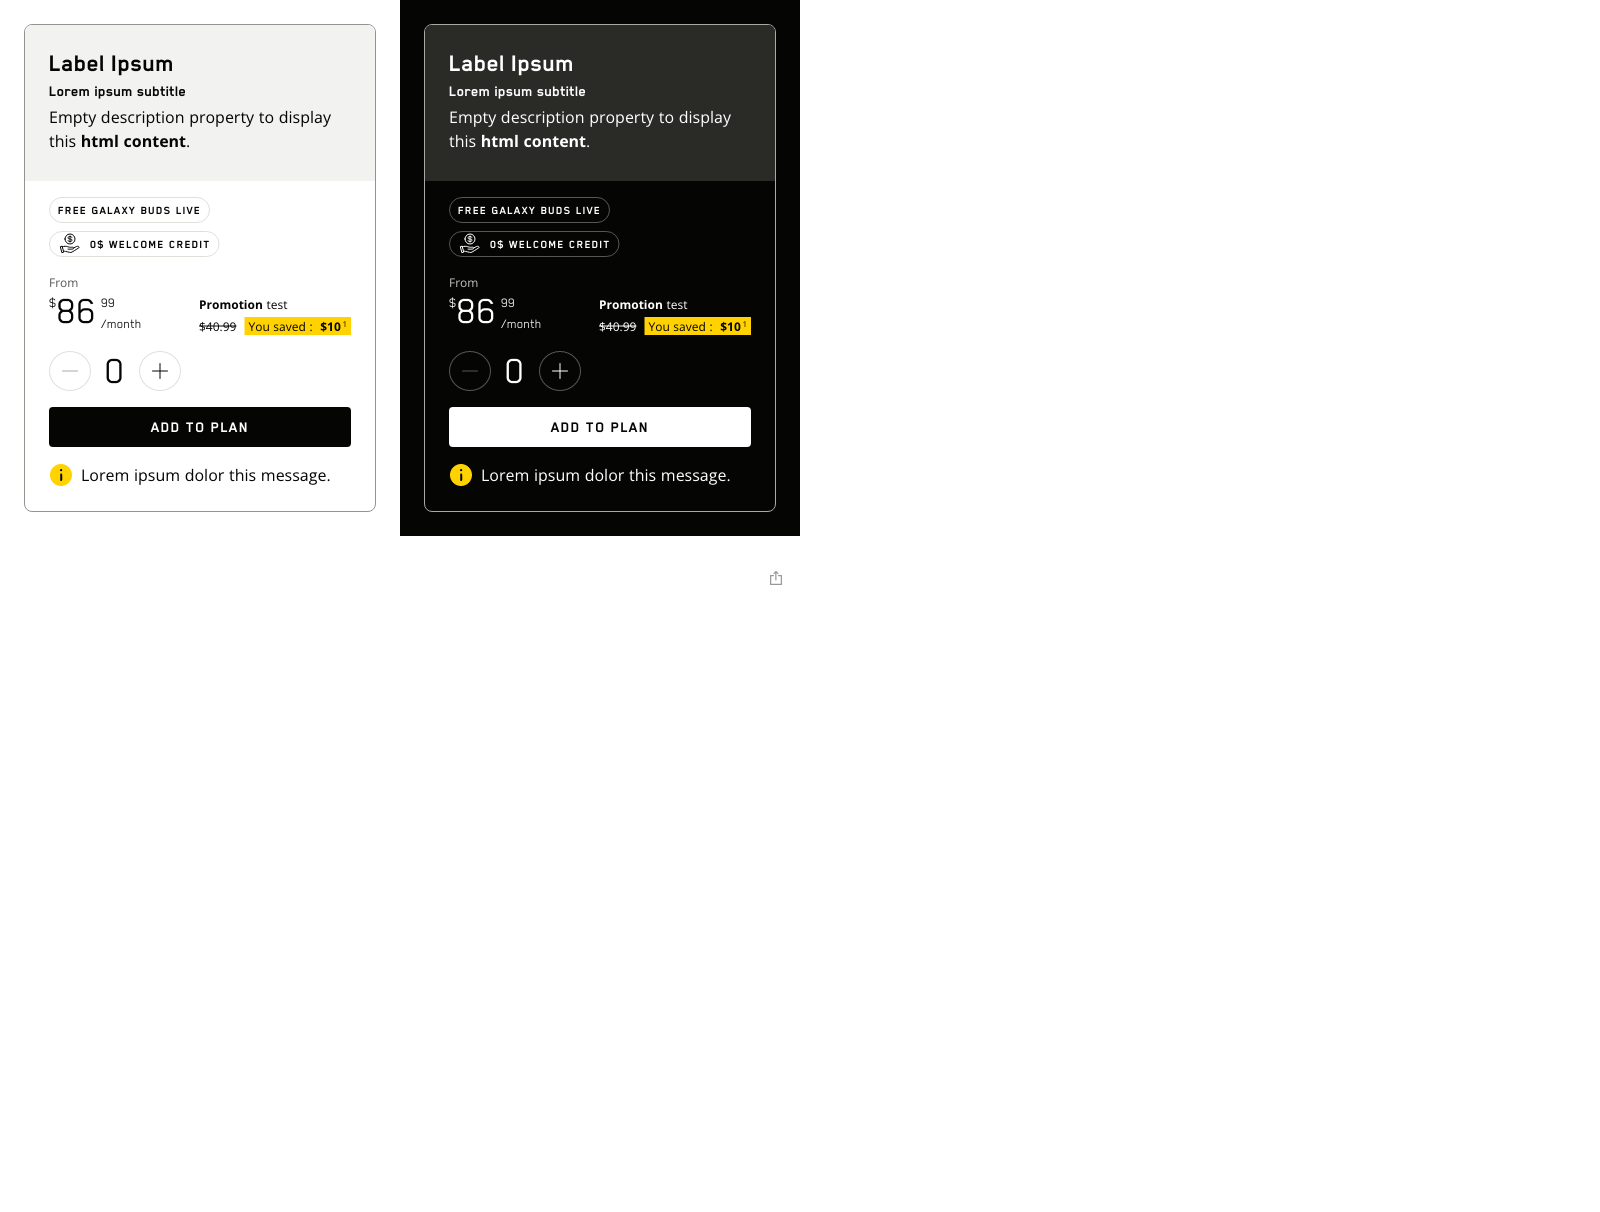 Label Ipsum
Lorem ipsum subtitle
Empty description property to display
this html content.
FREE GALAXY BUDS LIVE
0$ WELCOME CREDIT
From
$86 99 /month
Promotion test
$40.99 You saved : $10 1
0
ADD TO PLAN
Lorem ipsum dolor this message.
Label Ipsum
Lorem ipsum subtitle
Empty description property to display
this html content.
FREE GALAXY BUDS LIVE
0$ WELCOME CREDIT
From
$86 99 /month
Promotion test
$40.99 You saved : $10 1
0
ADD TO PLAN
Lorem ipsum dolor this message.